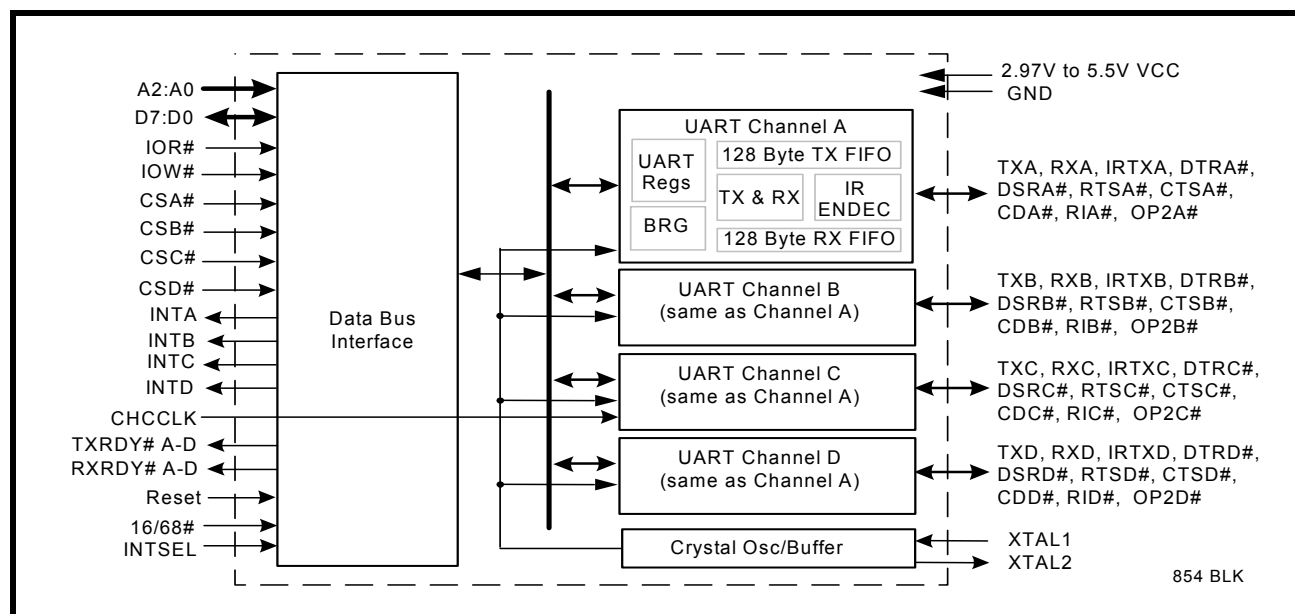 A2:A0
D7:D0
IOR#
IOW#
CSA#
CSB#
CSC#
CSD#
INTA
INTB
INTC
INTD
CHCCLK
TXRDY# A-D
RXRDY# A-D
Reset
16/68#
INTSEL
Data Bus
Interface
2.97V to 5.5V VCC
GND
UART Channel A
UART
Regs
BRG
128 Byte TX FIFO
TX & RX
IR
ENDEC
128 Byte RX FIFO
TXA, RXA, IRTXA, DTRA#,
DSRA#, RTSA#, CTSA#,
CDA#, RIA#, OP2A#
UART Channel B
(same as Channel A)
TXB, RXB, IRTXB, DTRB#,
DSRB#, RTSB#, CTSB#,
CDB#, RIB#, OP2B#
UART Channel C
(same as Channel A)
TXC, RXC, IRTXC, DTRC#,
DSRC#, RTSC#, CTSC#,
CDC#, RIC#, OP2C#
UART Channel D
(same as Channel A)
TXD, RXD, IRTXD, DTRD#,
DSRD#, RTSD#, CTSD#,
CDD#, RID#, OP2D#
Crystal Osc/Buffer
XTAL1
XTAL2
854 BLK